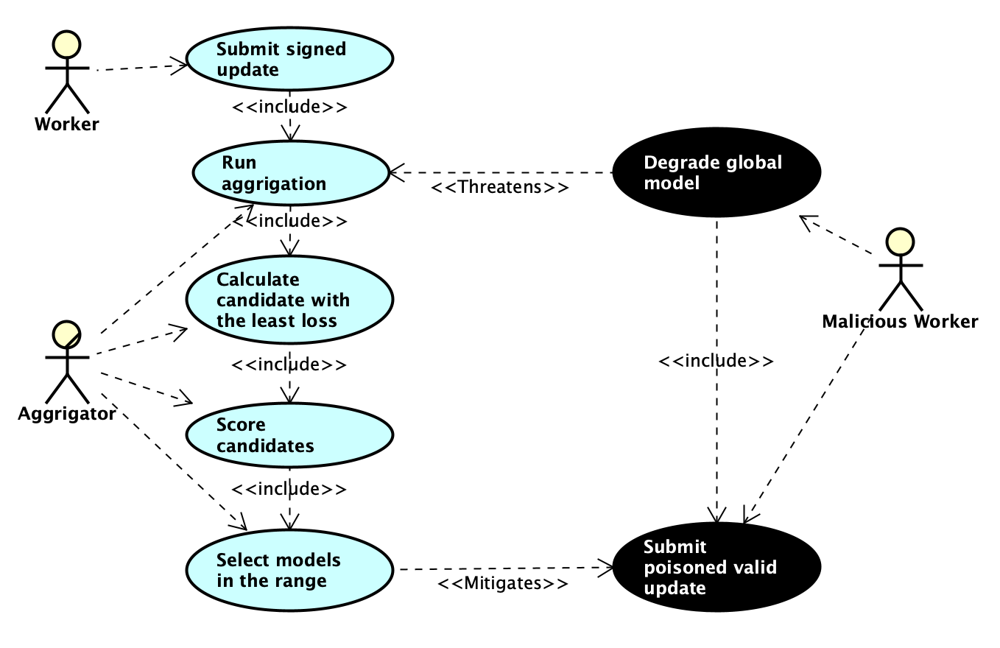 Submit signed
update
Worker
<<include>>
Run
aggrigation
Degrade global
model
<<Threatens>>
<<include>>
Calculate
candidate with
the least loss
Malicious Worker
<<include>>
<<include>>
Aggrigator
Score
candidates
<<include>>
Select models
in the range
Submit
poisoned valid
update
<<Mitigates>>